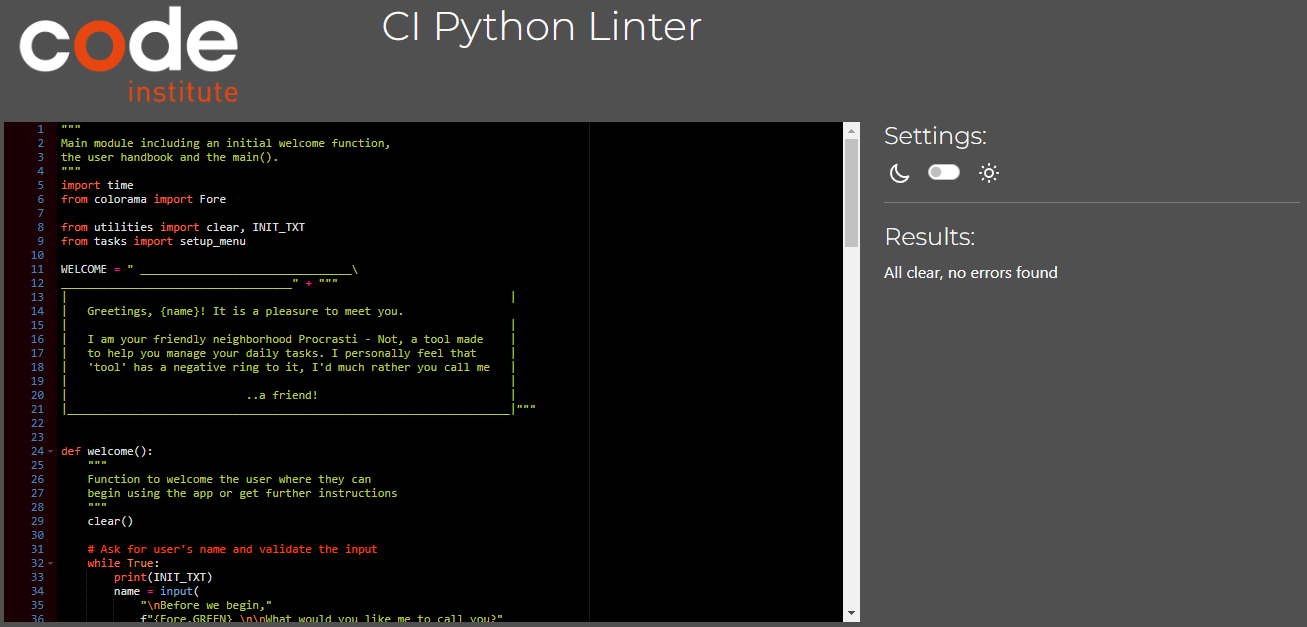 code
institute
CI Python Linter
1 """
2 Main module including an initial welcome function,
3 the user handbook and the main().
4 """
5 import time
6 from colorama import Fore
7
8 from utilities import clear, INIT_TXT
9 from tasks import setup_menu
10
11 WELCOME = " ________________________________\
12 ___________________________________" + """
13 |                                                                    |
14 |   Greetings, {name}! It is a pleasure to meet you.
15 |                                                                    |
16 |   I am your friendly neighborhood Procrasti - Not, a tool made    |
17 |   to help you manage your daily tasks. I personally feel that     |
18 |   'tool' has a negative ring to it, I'd much rather you call me   |
19 |                                                                    |
20 |                           ..a friend!                              |
21 |___________________________________________________________________|"""
22
23
24 def welcome():
25     """
26     Function to welcome the user where they can
27     begin using the app or get further instructions
28     """
29     clear()
30
31     # Ask for user's name and validate the input
32     while True:
33         print(INIT_TXT)
34         name = input(
35             "\nBefore we begin,"
36             f"{Fore.GREEN} \n\nWhat would you like me to call you?"
Settings:
Results:
All clear, no errors found